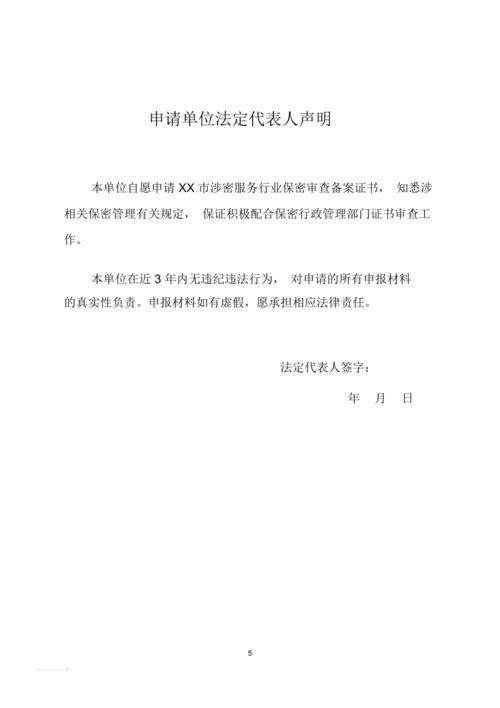 申请单位法定代表人声明
本单位自愿申请 XX 市涉密服务行业保密审查备案证书， 知悉涉
相关保密管理有关规定， 保证积极配合保密行政管理部门证书审查工
作。
本单位在近 3 年内无违纪违法行为， 对申请的所有申报材料
的真实性负责。申报材料如有虚假，愿承担相应法律责任。
法定代表人签字：
年 月 日
5